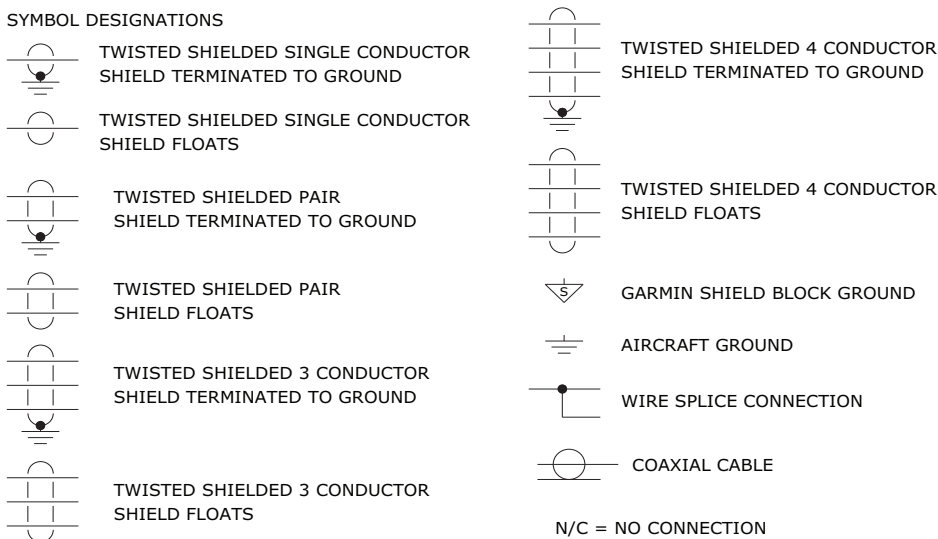 SYMBOL DESIGNATIONS
TWISTED SHIELDED SINGLE CONDUCTOR
SHIELD TERMINATED TO GROUND
TWISTED SHIELDED SINGLE CONDUCTOR
SHIELD FLOATS
TWISTED SHIELDED PAIR
SHIELD TERMINATED TO GROUND
TWISTED SHIELDED PAIR
SHIELD FLOATS
TWISTED SHIELDED 3 CONDUCTOR
SHIELD TERMINATED TO GROUND
TWISTED SHIELDED 3 CONDUCTOR
SHIELD FLOATS
TWISTED SHIELDED 4 CONDUCTOR
SHIELD TERMINATED TO GROUND
TWISTED SHIELDED 4 CONDUCTOR
SHIELD FLOATS
S
GARMIN SHIELD BLOCK GROUND
AIRCRAFT GROUND
WIRE SPLICE CONNECTION
COAXIAL CABLE
N/C = NO CONNECTION